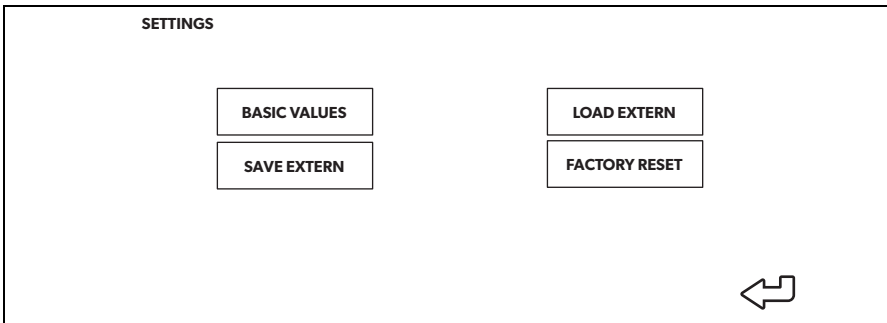 SETTINGS
BASIC VALUES
LOAD EXTERN
SAVE EXTERN
FACTORY RESET